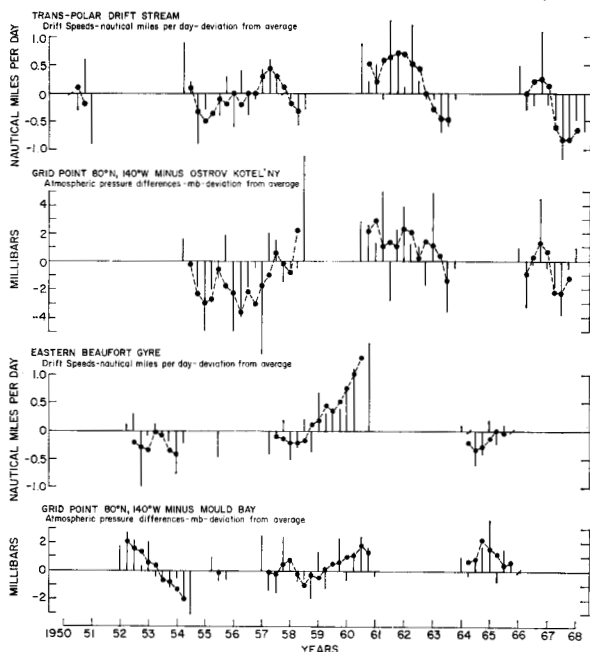 TRANS-POLAR DRIFT STREAM
Drift Speeds-nautical miles per day-deviation from average
NAUTICAL MILES PER DAY
1.0
0.5
0.0
-0.5
-1.0
GRID POINT 80°N, 140°W MINUS OSTROV KOTEL'NY
Atmospheric pressure differences-mb-deviation from average
MILLIBARS
4
2
0
-2
-4
EASTERN BEAUFORT GYRE
Drift Speeds-nautical miles per day-deviation from average
NAUTICAL MILES PER DAY
1.0
0.5
0.0
-0.5
-1.0
GRID POINT 80°N, 140°W MINUS MOULD BAY
Atmospheric pressure differences-mb-deviation from average
MILLIBARS
2
0
-2
1950 51 52 53 54 55 56 57 58 59 60 61 62 63 64 65 66 67 68
YEARS